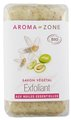 AROMA ZONE
BIO
SAVON VÉGÉTAL
Exfoliant
AUX HUILES ESSENTIELLES